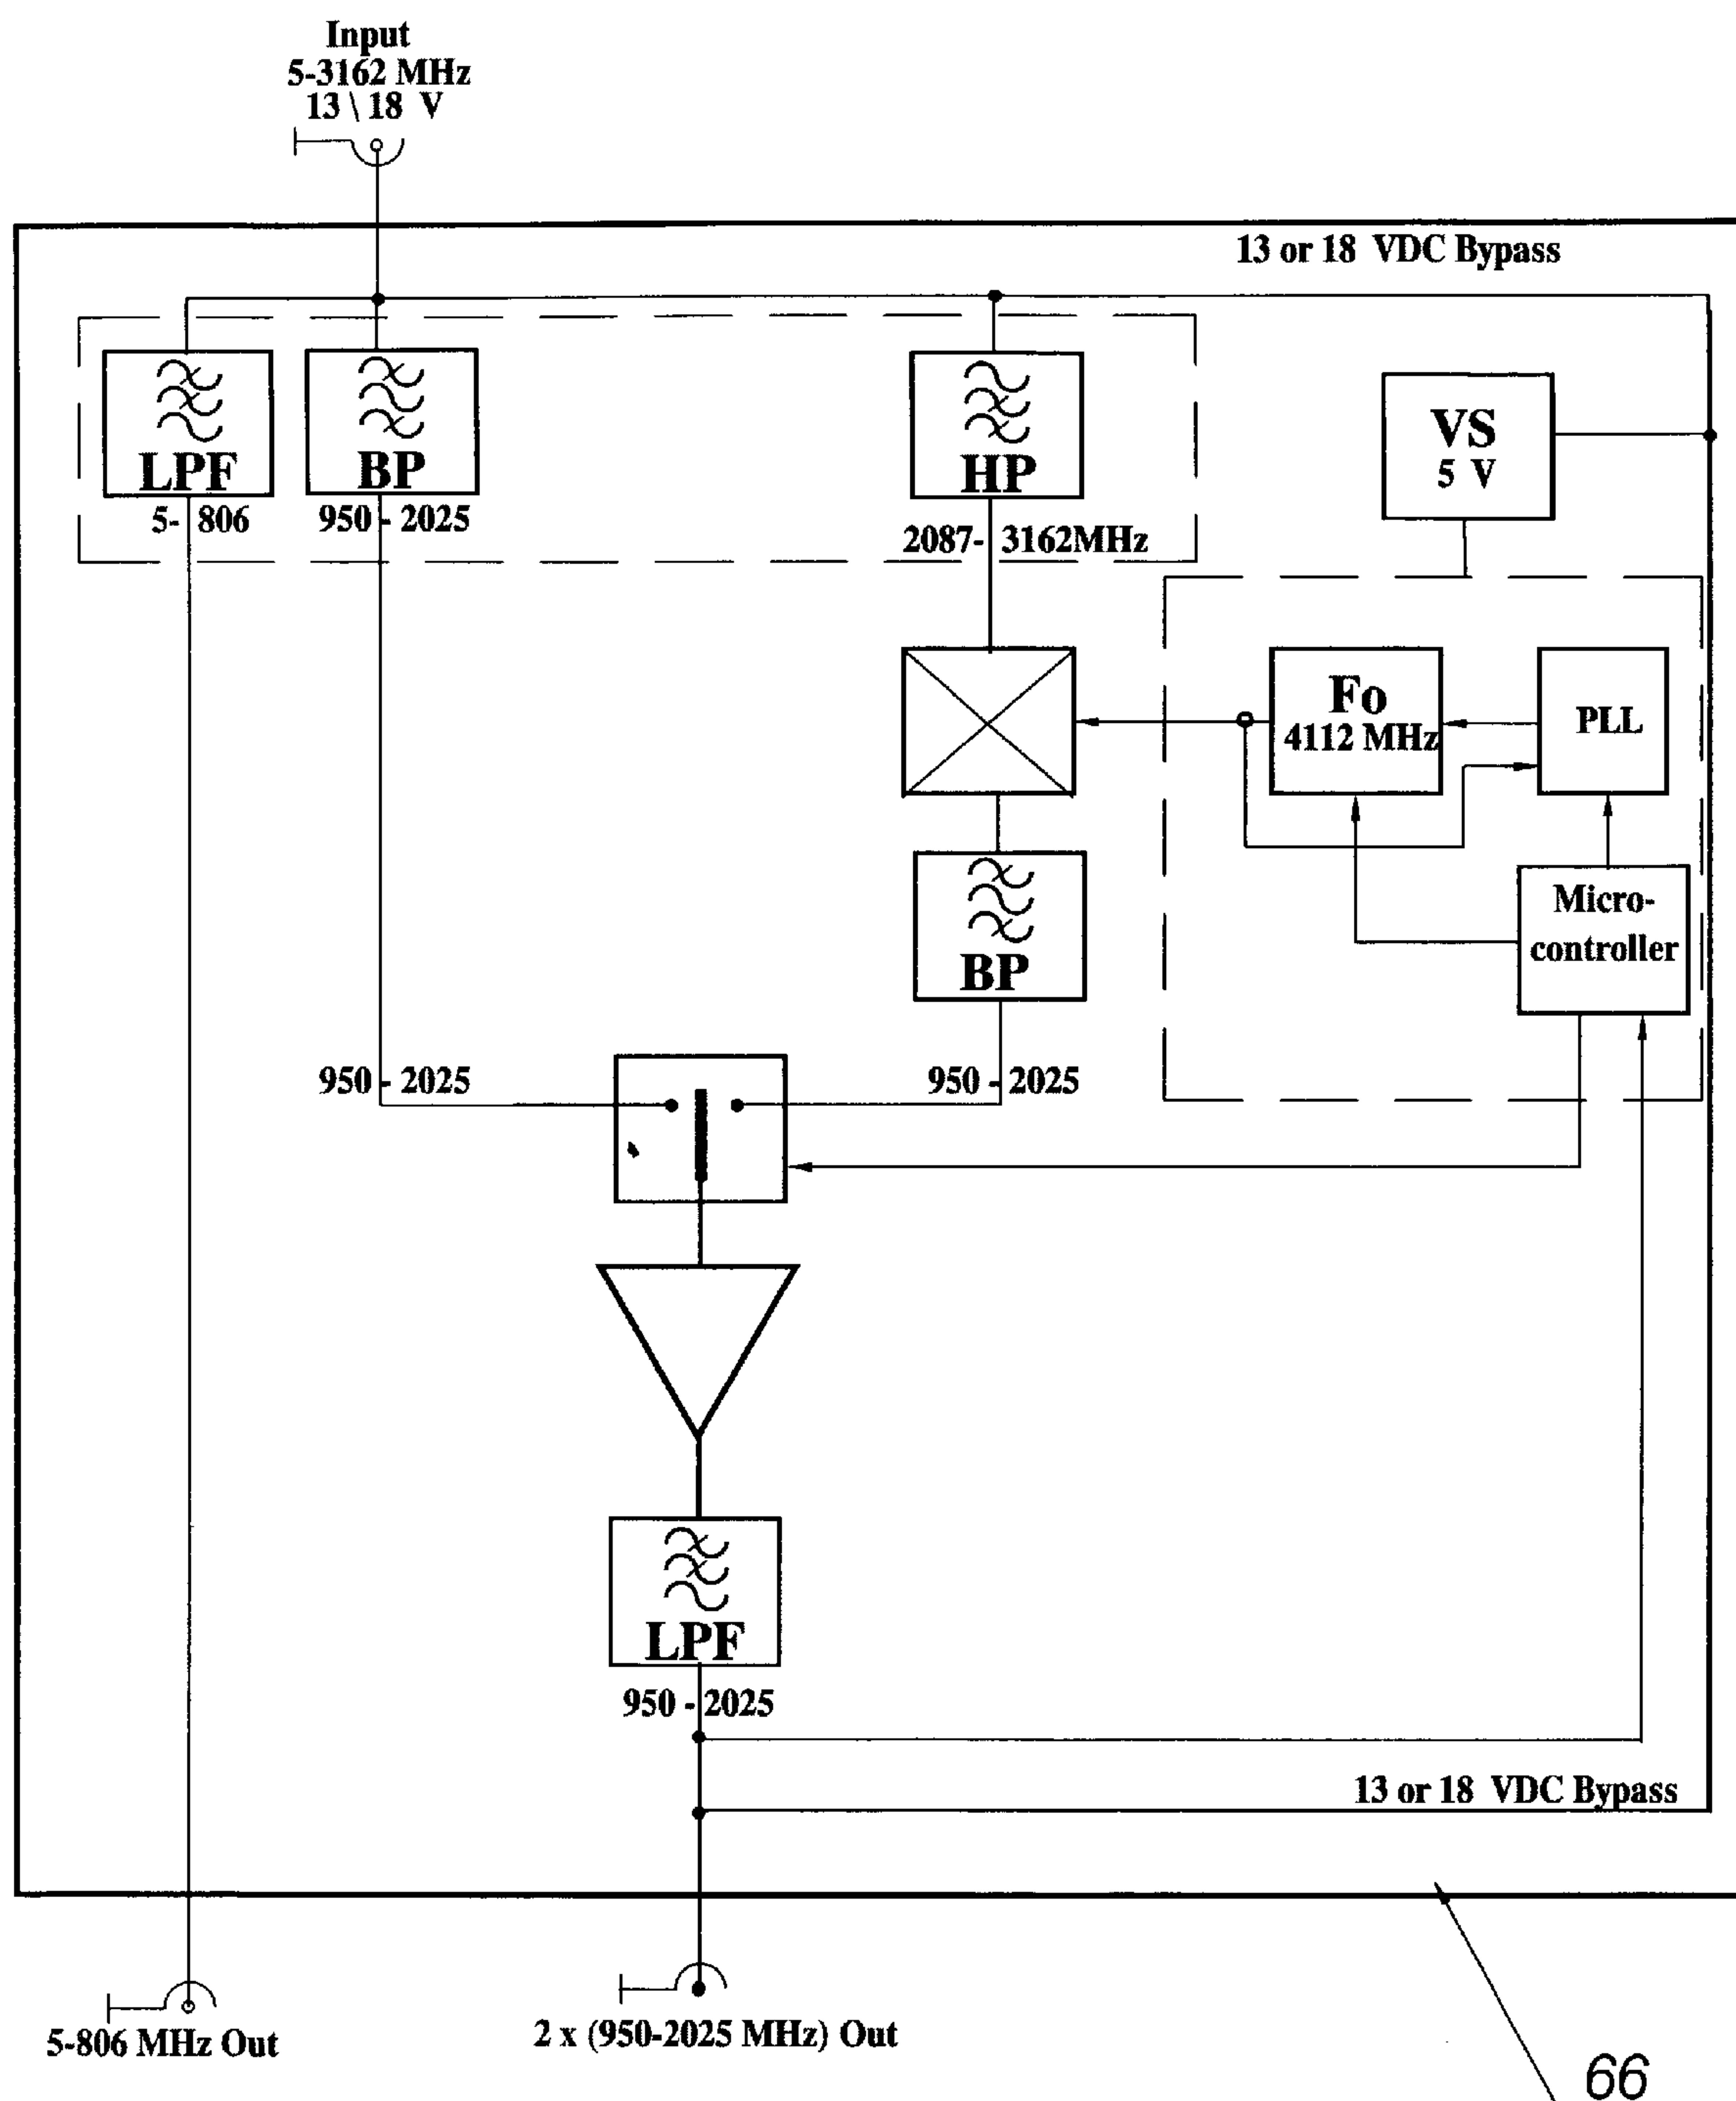 Input
5-3162 MHz
13 \ 18 V
13 or 18 VDC Bypass
LPF
5- 806
BP
950 - 2025
HP
2087- 3162MHz
VS
5 V
Fo
4112 MHz
PLL
Micro-
controller
BP
950 - 2025
950 - 2025
LPF
950 - 2025
13 or 18 VDC Bypass
5-806 MHz Out
2 x (950-2025 MHz) Out
66